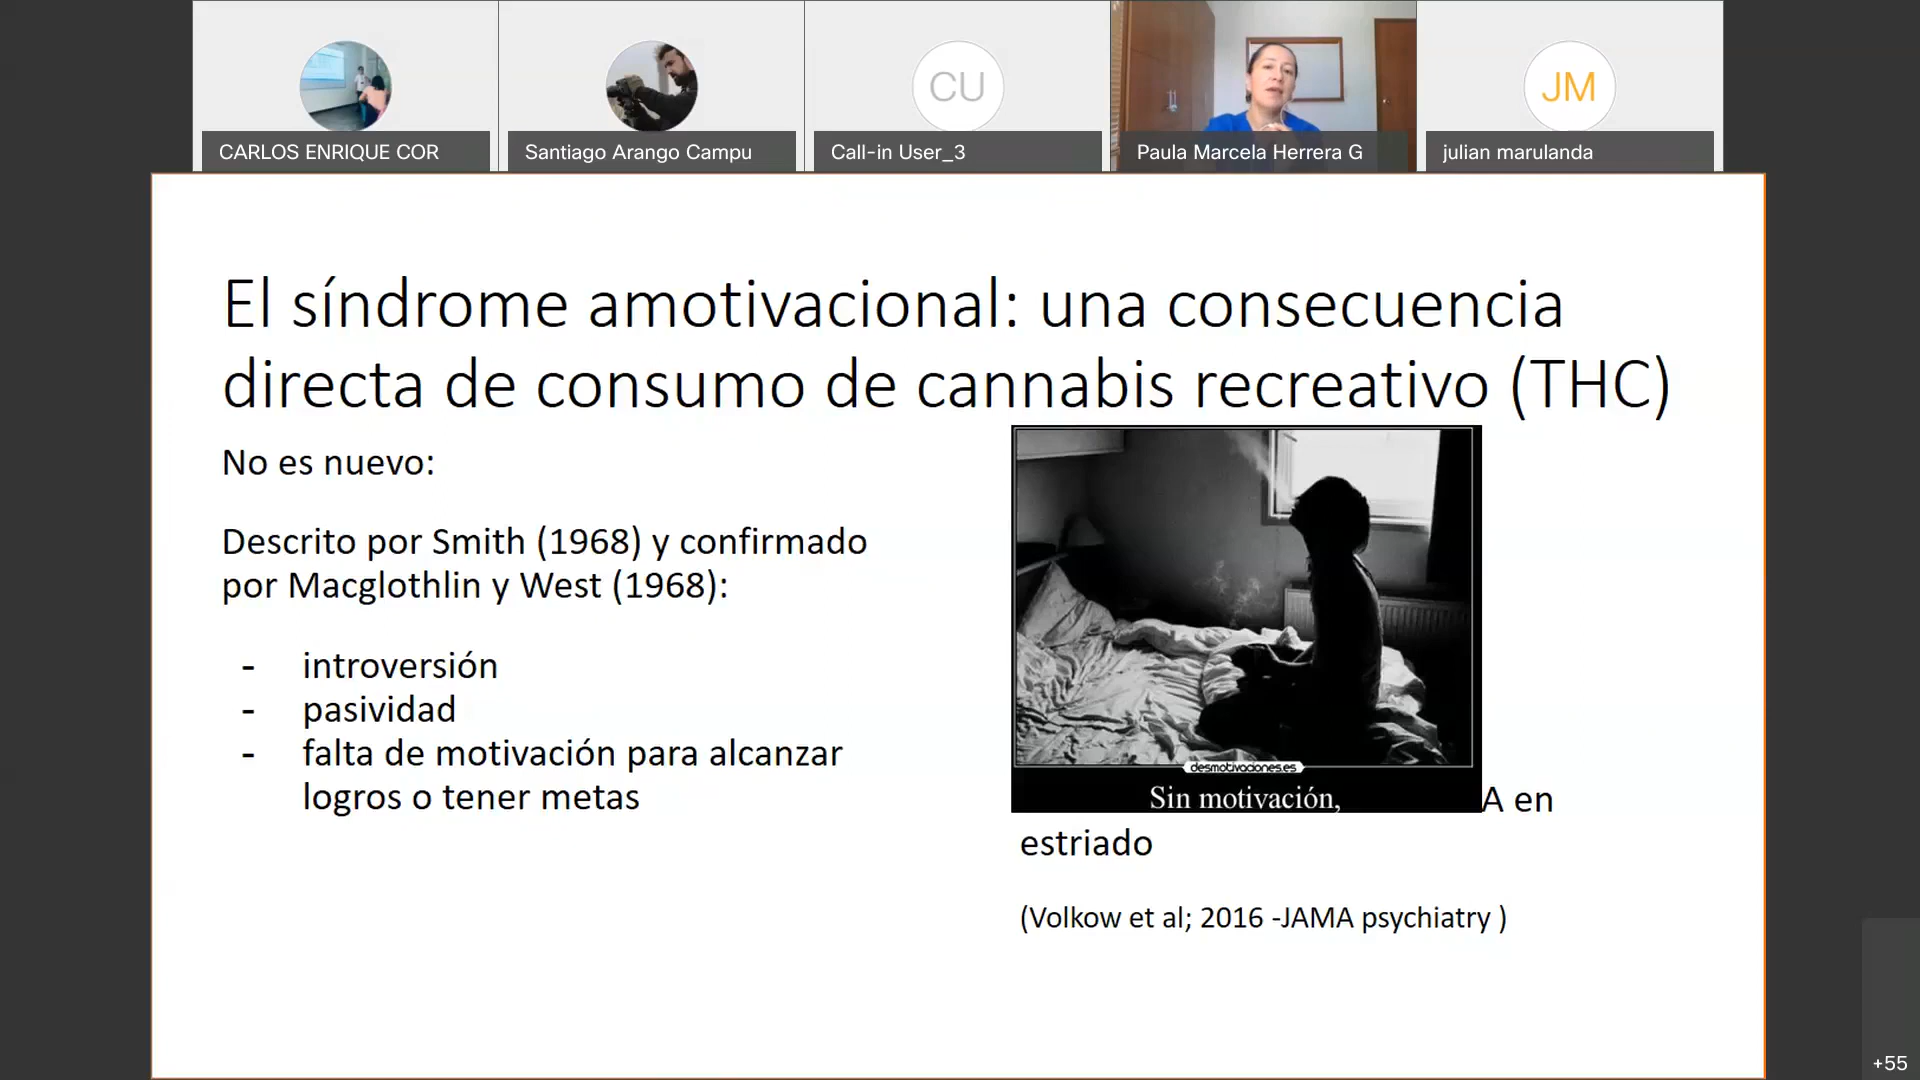 CU
JM
CARLOS ENRIQUE COR
Santiago Arango Campu
Call-in User_3
Paula Marcela Herrera G
julian marulanda
El síndrome amotivacional: una consecuencia
directa de consumo de cannabis recreativo (THC)
No es nuevo:
Descrito por Smith (1968) y confirmado
por Macglothlin y West (1968):
- introversión
- pasividad
- falta de motivación para alcanzar
logros o tener metas
desmotivaciones.es
Sin motivación,
A en
estriado
(Volkow et al; 2016 -JAMA psychiatry )
+55